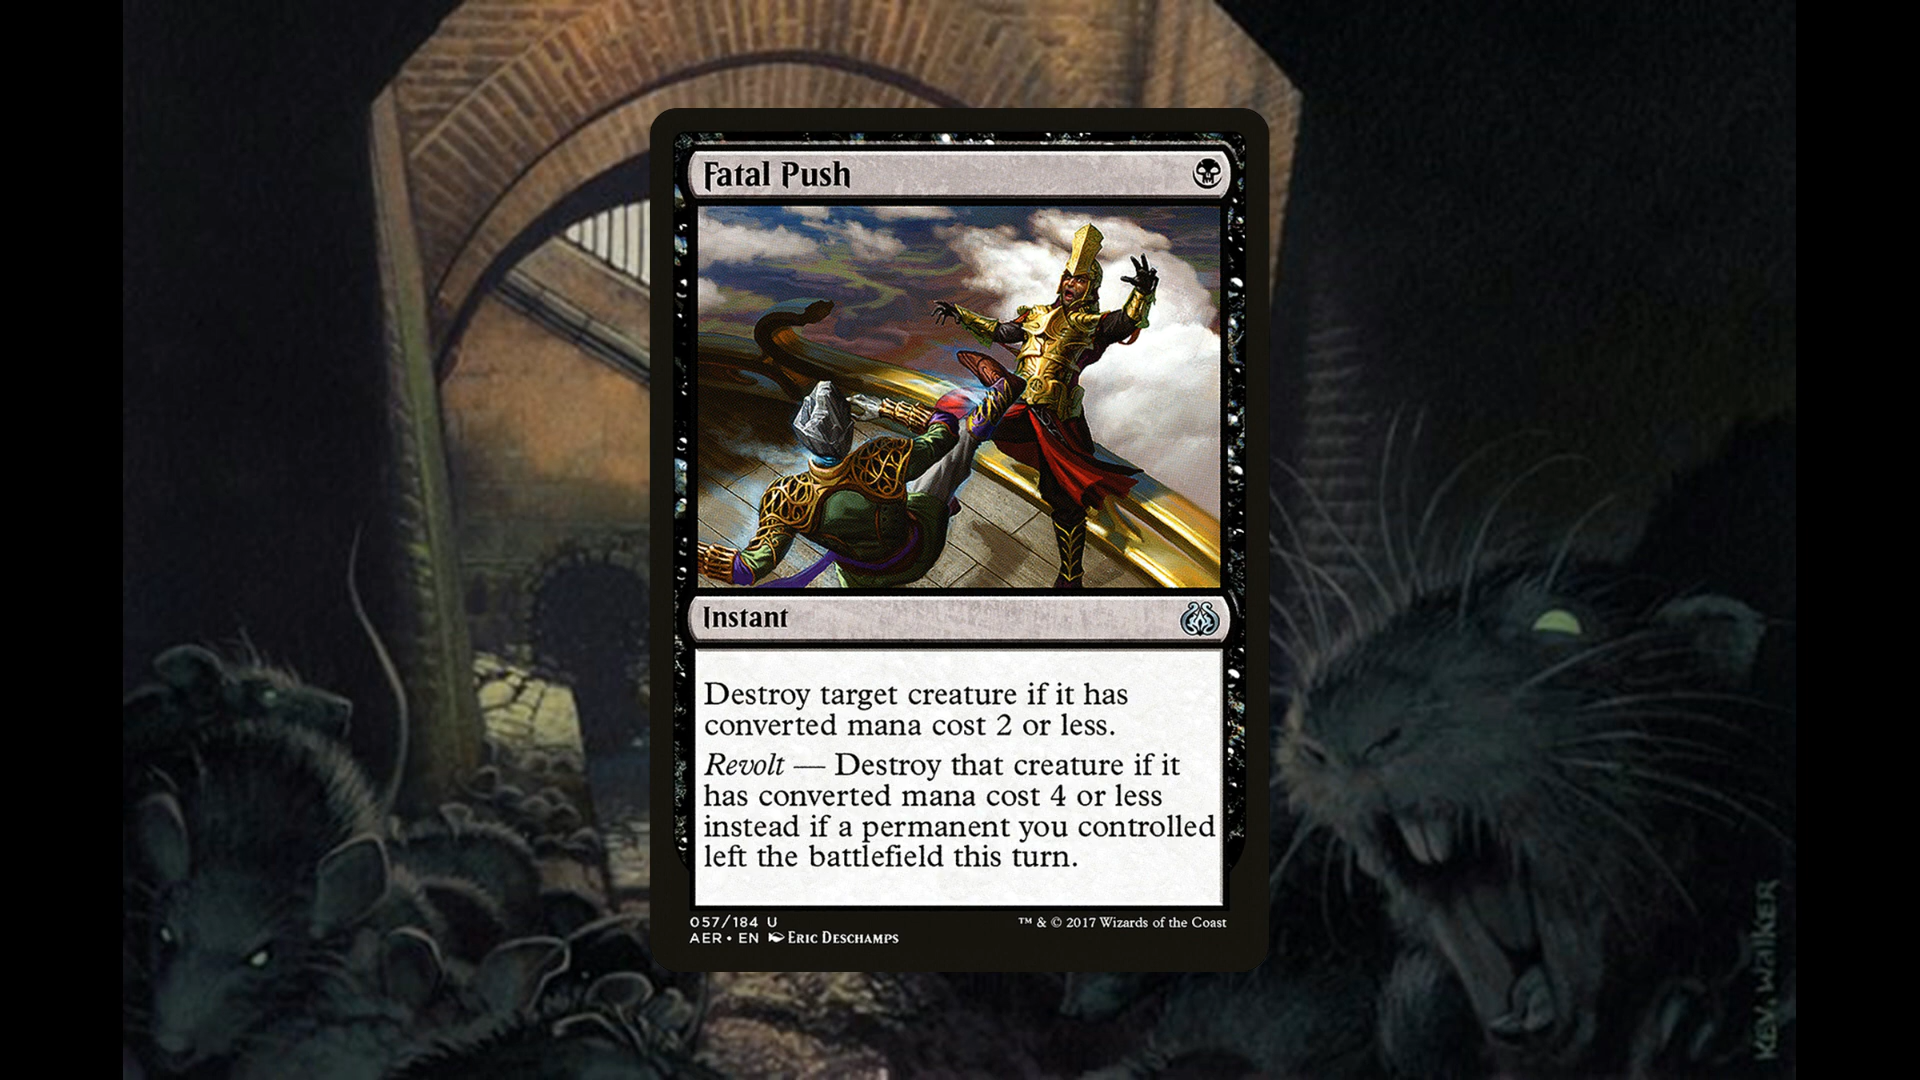 Fatal Push
Instant
Destroy target creature if it has
converted mana cost 2 or less.
Revolt — Destroy that creature if it
has converted mana cost 4 or less
instead if a permanent you controlled
left the battlefield this turn.
057/184 U
™ & © 2017 Wizards of the Coast
AER • EN Eric Deschamps
KEV. WALKER